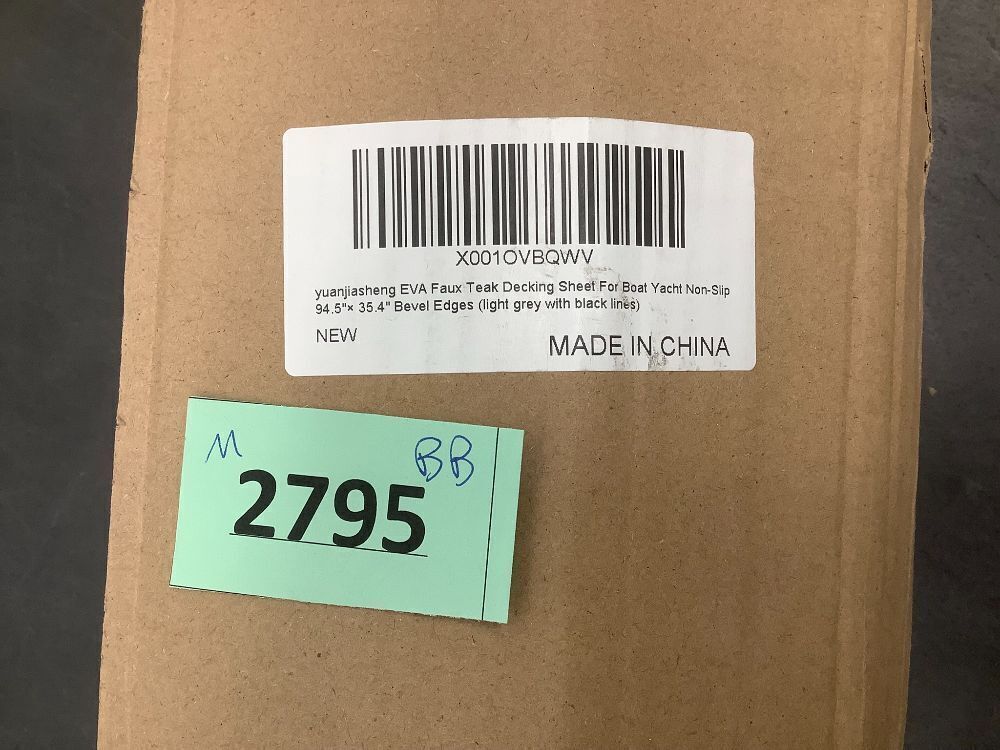 X001OVBQWV
yuanjiasheng EVA Faux Teak Decking Sheet For Boat Yacht Non-Slip
94.5"× 35.4" Bevel Edges (light grey with black lines)
NEW
MADE IN CHINA
M BB
2795